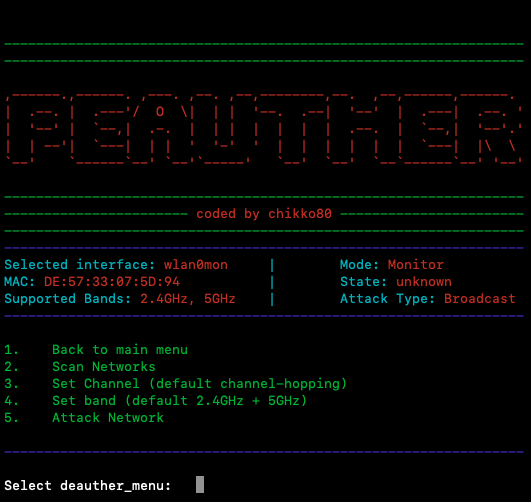 PEAUTHER
coded by chikko80
Selected interface: wlan0mon | Mode: Monitor
MAC: DE:57:33:07:5D:94 | State: unknown
Supported Bands: 2.4GHz, 5GHz | Attack Type: Broadcast
1. Back to main menu
2. Scan Networks
3. Set Channel (default channel-hopping)
4. Set band (default 2.4GHz + 5GHz)
5. Attack Network
Select deauther_menu: